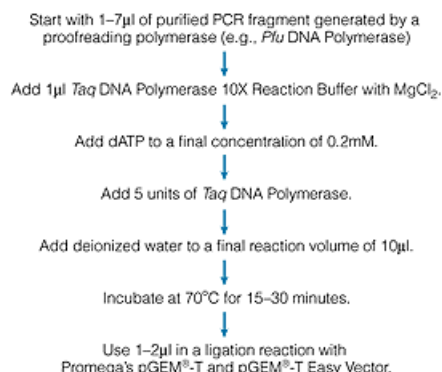 Start with 1–7µl of purified PCR fragment generated by a
proofreading polymerase (e.g., Pfu DNA Polymerase)
Add 1µl Taq DNA Polymerase 10X Reaction Buffer with MgCl₂.
Add dATP to a final concentration of 0.2mM.
Add 5 units of Taq DNA Polymerase.
Add deionized water to a final reaction volume of 10µl.
Incubate at 70°C for 15–30 minutes.
Use 1–2µl in a ligation reaction with
Promega's pGEM®-T and pGEM®-T Easy Vector.